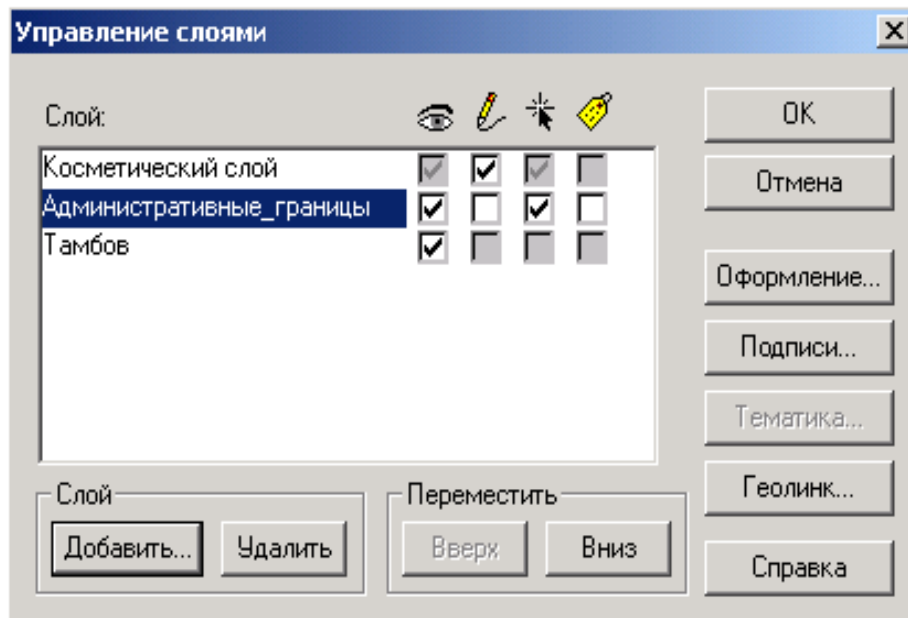 Управление слоями
Слой:
Косметический слой
Административные_границы
Тамбов
OK
Отмена
Оформление...
Подписи...
Тематика...
Геолинк...
Справка
Слой
Добавить...
Удалить
Переместить
Вверх
Вниз